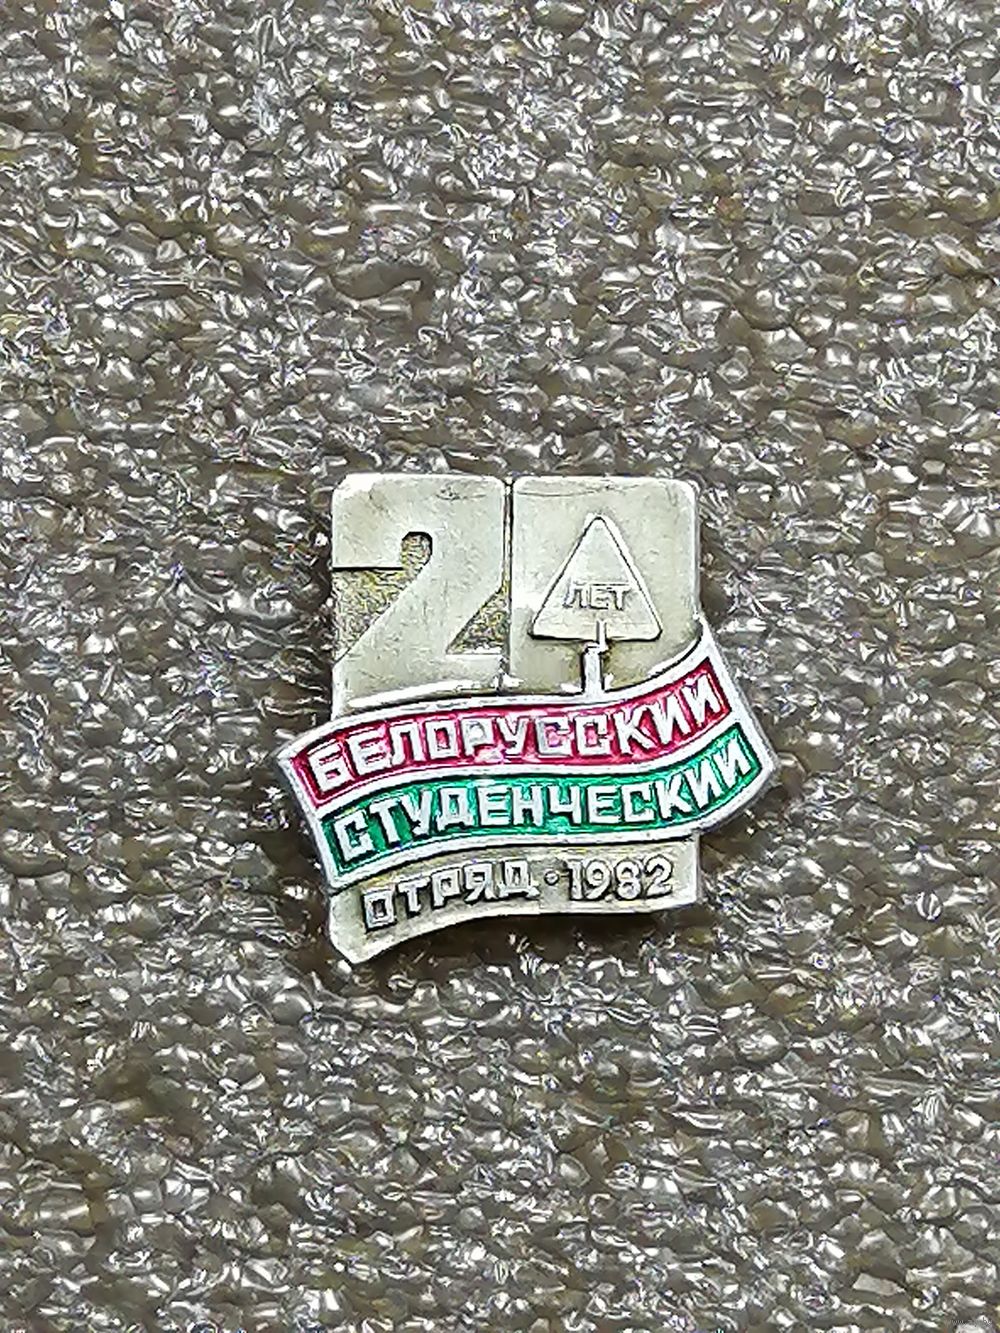 20
ЛЕТ
БЕЛОРУССКИЙ
СТУДЕНЧЕСКИЙ
ОТРЯД • 1982